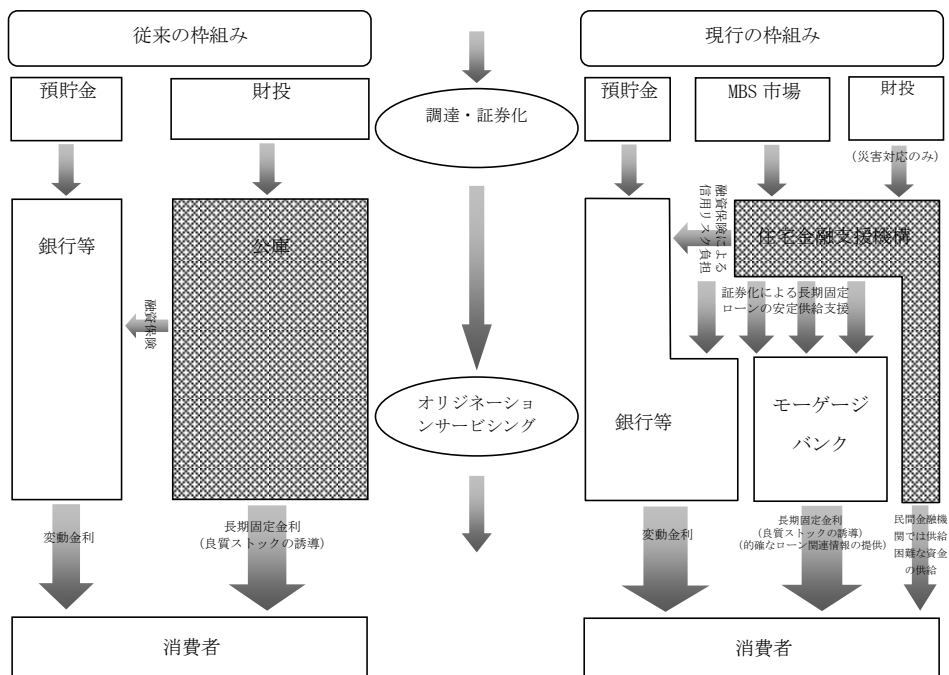 従来の枠組み
預貯金
財投
銀行等
公庫
融資保険
変動金利
長期固定金利
(良質ストックの誘導)
消費者
調達・証券化
オリジネーショ
ンサービシング
現行の枠組み
預貯金
MBS 市場
財投
(災害対応のみ)
融資保険による
信用リスク負担
住宅金融支援機構
証券化による長期固定
ローンの安定供給支援
銀行等
モーゲージ
バンク
変動金利
長期固定金利
(良質ストックの誘導)
(的確なローン関連情報の提供)
民間金融機
関では供給
困難な資金
の供給
消費者